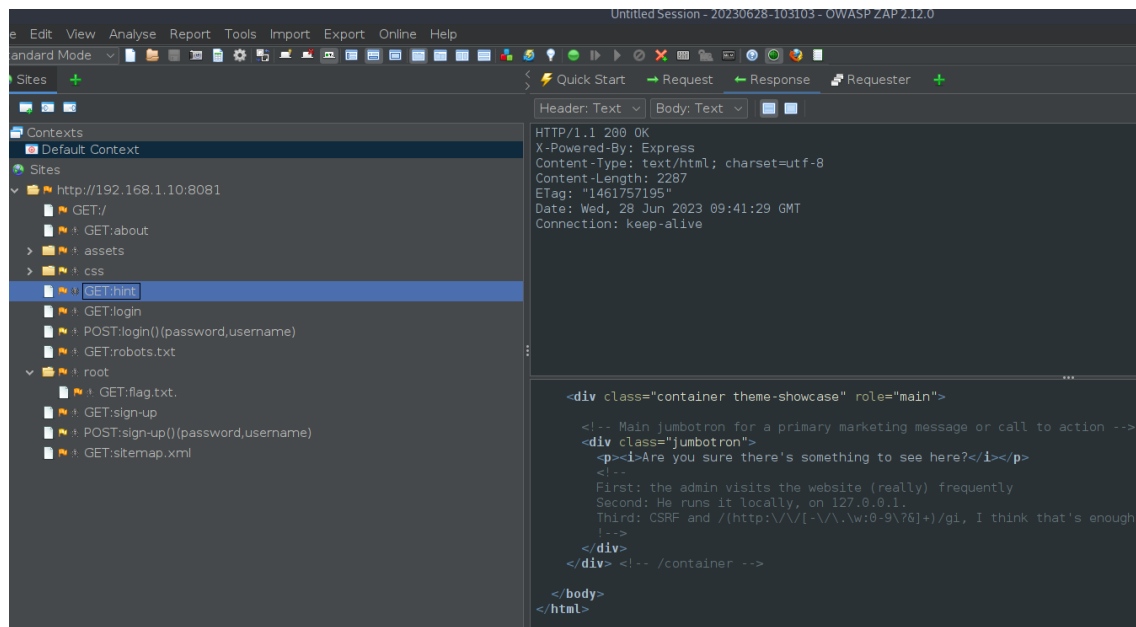 Untitled Session - 20230628-103103 - OWASP ZAP 2.12.0
e Edit View Analyse Report Tools Import Export Online Help
tandard Mode
Sites
Quick Start Request Response Requester
Header: Text Body: Text
Contexts
Default Context
Sites
http://192.168.1.10:8081
GET:/
GET:about
assets
css
GET:hint
GET:login
POST:login()(password,username)
GET:robots.txt
root
GET:flag.txt.
GET:sign-up
POST:sign-up()(password,username)
GET:sitemap.xml
HTTP/1.1 200 OK
X-Powered-By: Express
Content-Type: text/html; charset=utf-8
Content-Length: 2287
ETag: "1461757195"
Date: Wed, 28 Jun 2023 09:41:29 GMT
Connection: keep-alive
<div class="container theme-showcase" role="main">
<!-- Main jumbotron for a primary marketing message or call to action -->
<div class="jumbotron">
<p><i>Are you sure there's something to see here?</i></p>
<!--
First: the admin visits the website (really) frequently
Second: He runs it locally, on 127.0.0.1.
Third: CSRF and /(http:\/\/[-\/\.\w:0-9\?&]+)/gi, I think that's enough
!-->
</div>
</div> <!-- /container -->
</body>
</html>